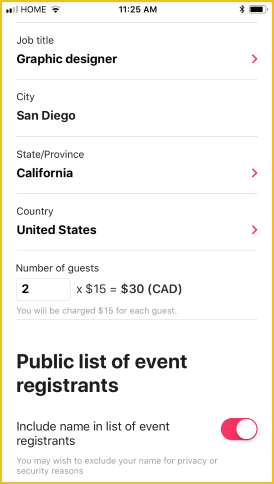 HOME 11:25 AM
Job title
Graphic designer
City
San Diego
State/Province
California
Country
United States
Number of guests
2 x $15 = $30 (CAD)
You will be charged $15 for each guest.
Public list of event
registrants
Include name in list of event
registrants
You may wish to exclude your name for privacy or
security reasons